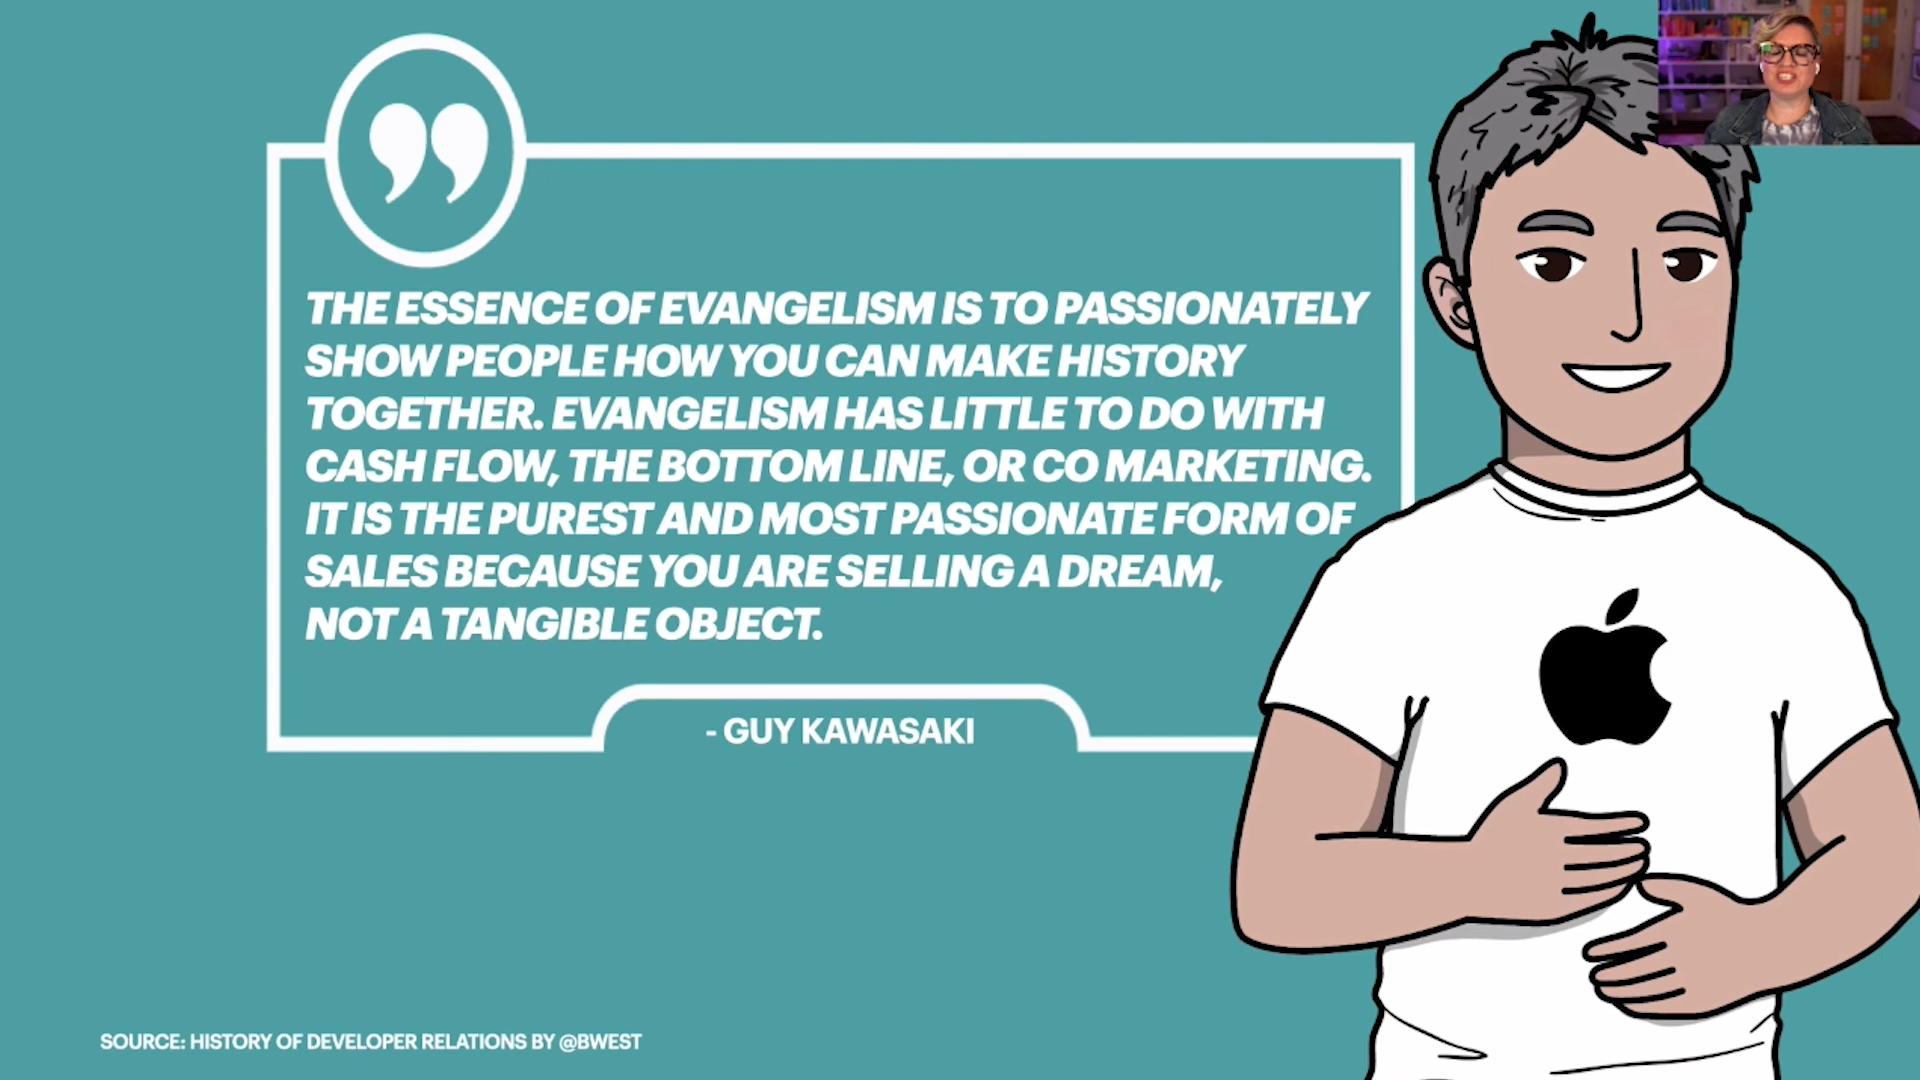 THE ESSENCE OF EVANGELISM IS TO PASSIONATELY
SHOW PEOPLE HOW YOU CAN MAKE HISTORY
TOGETHER. EVANGELISM HAS LITTLE TO DO WITH
CASH FLOW, THE BOTTOM LINE, OR CO MARKETING.
IT IS THE PUREST AND MOST PASSIONATE FORM OF
SALES BECAUSE YOU ARE SELLING A DREAM,
NOT A TANGIBLE OBJECT.
- GUY KAWASAKI
SOURCE: HISTORY OF DEVELOPER RELATIONS BY @BWEST